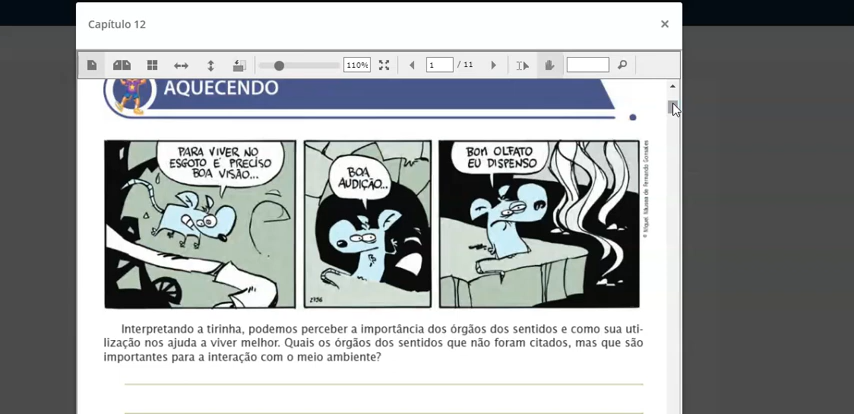 Capítulo 12
×
110%
1 / 11
AQUECENDO
PARA VIVER NO
ESGOTO É PRECISO
BOA VISÃO...
BOA
AUDIÇÃO...
BOM OLFATO
EU DISPENSO
Interpretando a tirinha, podemos perceber a importância dos órgãos dos sentidos e como sua uti-
lização nos ajuda a viver melhor. Quais os órgãos dos sentidos que não foram citados, mas que são
importantes para a interação com o meio ambiente?